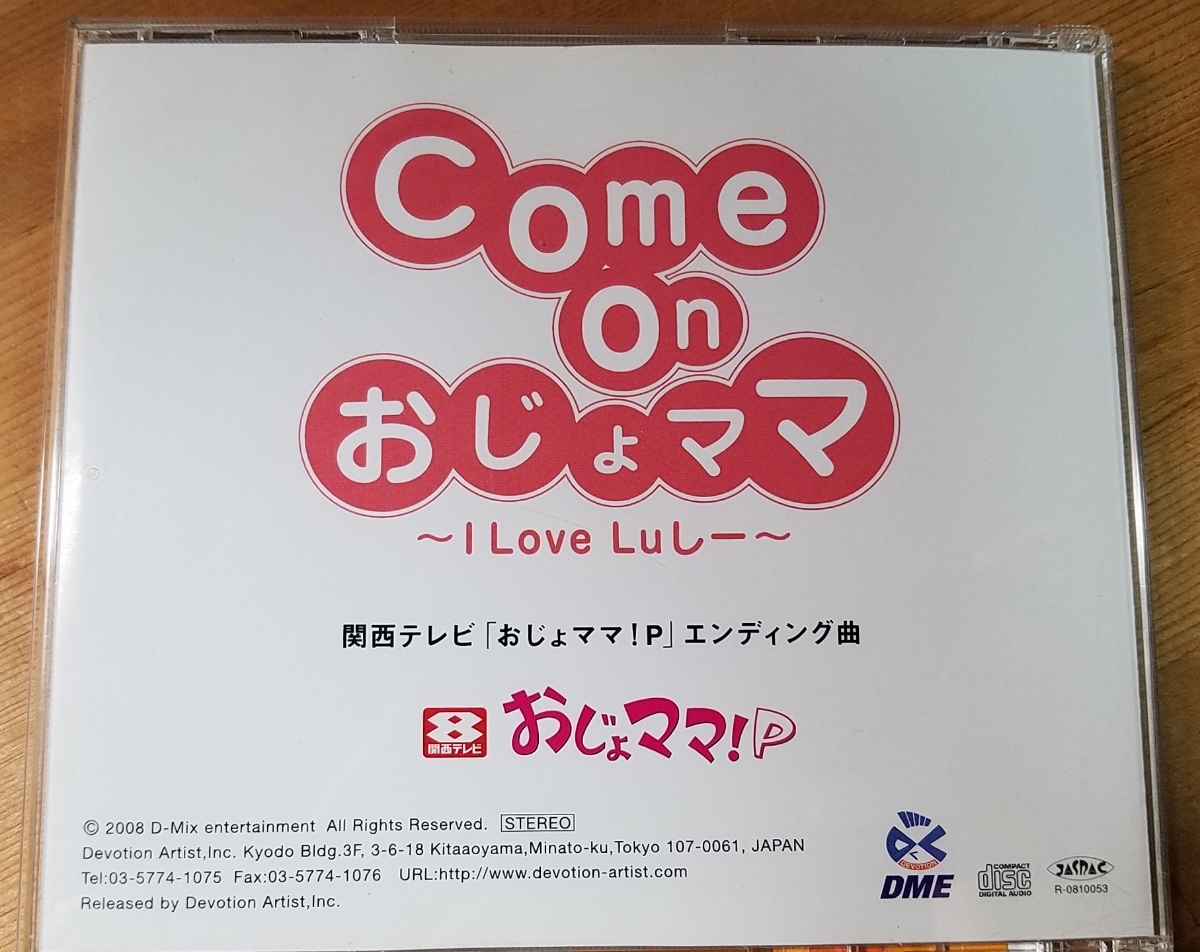 Come
On
おじょママ
～I Love Luしー～
関西テレビ「おじょママ!P」エンディング曲
8 関西テレビ おじょママ!P
© 2008 D-Mix entertainment All Rights Reserved. STEREO
Devotion Artist,Inc. Kyodo Bldg.3F, 3-6-18 Kitaaoyama,Minato-ku,Tokyo 107-0061, JAPAN
Tel:03-5774-1075 Fax:03-5774-1076 URL:http://www.devotion-artist.com
Released by Devotion Artist,Inc.
DEVOTION
DME
COMPACT
disc
DIGITAL AUDIO
JASRAC
R-0810053